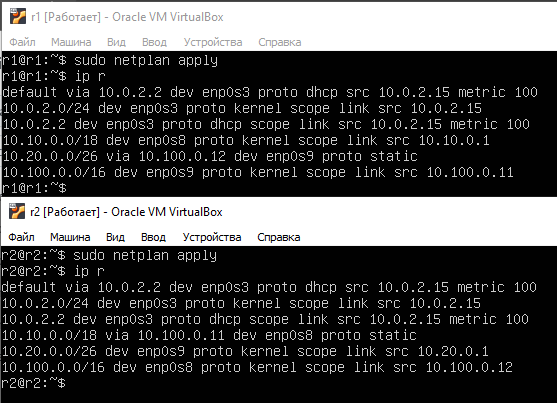 r1 [Работает] - Oracle VM VirtualBox
Файл Машина Вид Ввод Устройства Справка
r1@r1:~$ sudo netplan apply
r1@r1:~$ ip r
default via 10.0.2.2 dev enp0s3 proto dhcp src 10.0.2.15 metric 100
10.0.2.0/24 dev enp0s3 proto kernel scope link src 10.0.2.15
10.0.2.2 dev enp0s3 proto dhcp scope link src 10.0.2.15 metric 100
10.10.0.0/18 dev enp0s8 proto kernel scope link src 10.10.0.1
10.20.0.0/26 via 10.100.0.12 dev enp0s9 proto static
10.100.0.0/16 dev enp0s9 proto kernel scope link src 10.100.0.11
r1@r1:~$
r2 [Работает] - Oracle VM VirtualBox
Файл Машина Вид Ввод Устройства Справка
r2@r2:~$ sudo netplan apply
r2@r2:~$ ip r
default via 10.0.2.2 dev enp0s3 proto dhcp src 10.0.2.15 metric 100
10.0.2.0/24 dev enp0s3 proto kernel scope link src 10.0.2.15
10.0.2.2 dev enp0s3 proto dhcp scope link src 10.0.2.15 metric 100
10.10.0.0/18 via 10.100.0.11 dev enp0s8 proto static
10.20.0.0/26 dev enp0s9 proto kernel scope link src 10.20.0.1
10.100.0.0/16 dev enp0s8 proto kernel scope link src 10.100.0.12
r2@r2:~$